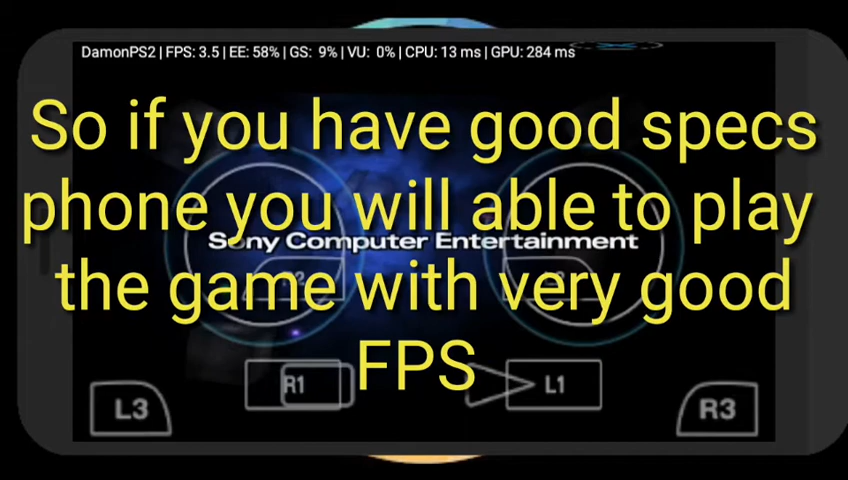 DamonPS2 | FPS: 3.5 | EE: 58% | GS: 9% | VU: 0% | CPU: 13 ms | GPU: 284 ms
So if you have good specs
phone you will able to play
Sony Computer Entertainment
the game with very good
FPS
R1
L1
L3
R3